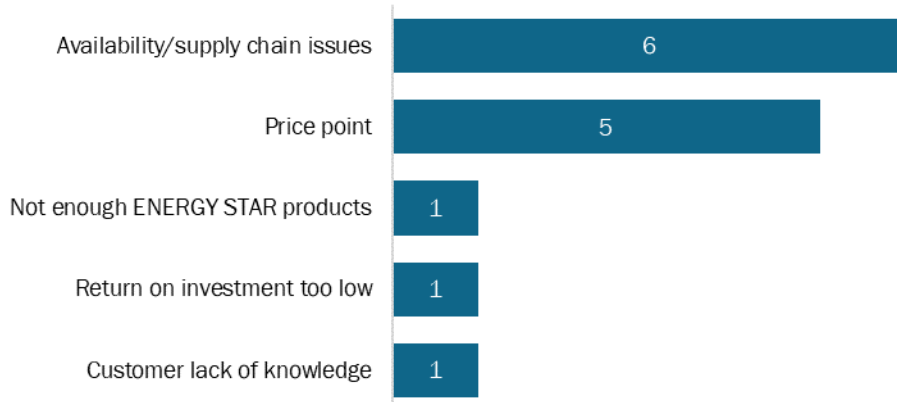 Availability/supply chain issues 6
Price point 5
Not enough ENERGY STAR products 1
Return on investment too low 1
Customer lack of knowledge 1